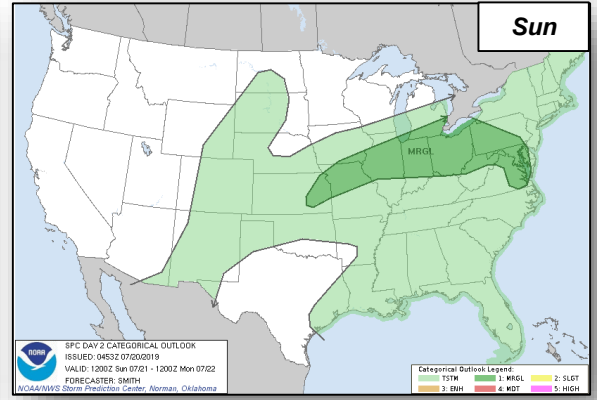 Sun
MRGL
NOAA
SPC DAY 2 CATEGORICAL OUTLOOK
ISSUED: 0453Z 07/20/2019
VALID: 1200Z Sun 07/21 - 1200Z Mon 07/22
FORECASTER: SMITH
NOAA/NWS Storm Prediction Center, Norman, Oklahoma
Categorical Outlook Legend:
TSTM 1: MRGL 2: SLGT
3: ENH 4: MDT 5: HIGH